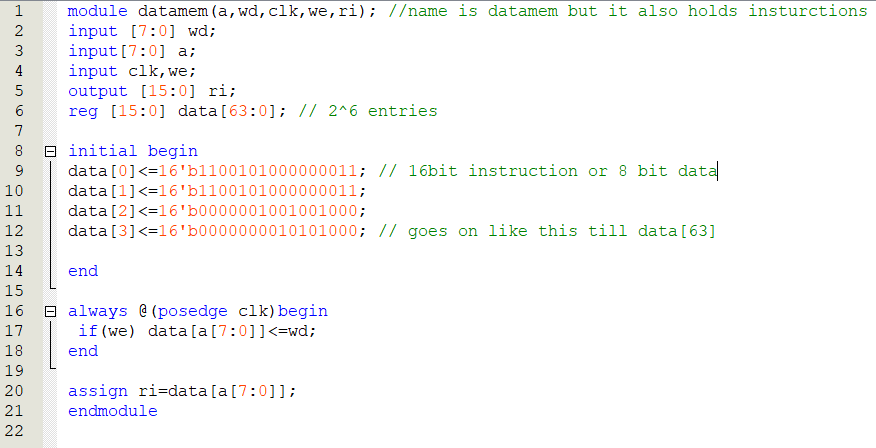 1 module datamem(a,wd,clk,we,ri); //name is datamem but it also holds insturctions
2 input [7:0] wd;
3 input[7:0] a;
4 input clk,we;
5 output [15:0] ri;
6 reg [15:0] data[63:0]; // 2^6 entries
7
8 initial begin
9 data[0]<=16'b1100101000000011; // 16bit instruction or 8 bit data
10 data[1]<=16'b1100101000000011;
11 data[2]<=16'b0000001001001000;
12 data[3]<=16'b0000000010101000; // goes on like this till data[63]
13
14 end
15
16 always @(posedge clk)begin
17 if(we) data[a[7:0]]<=wd;
18 end
19
20 assign ri=data[a[7:0]];
21 endmodule
22